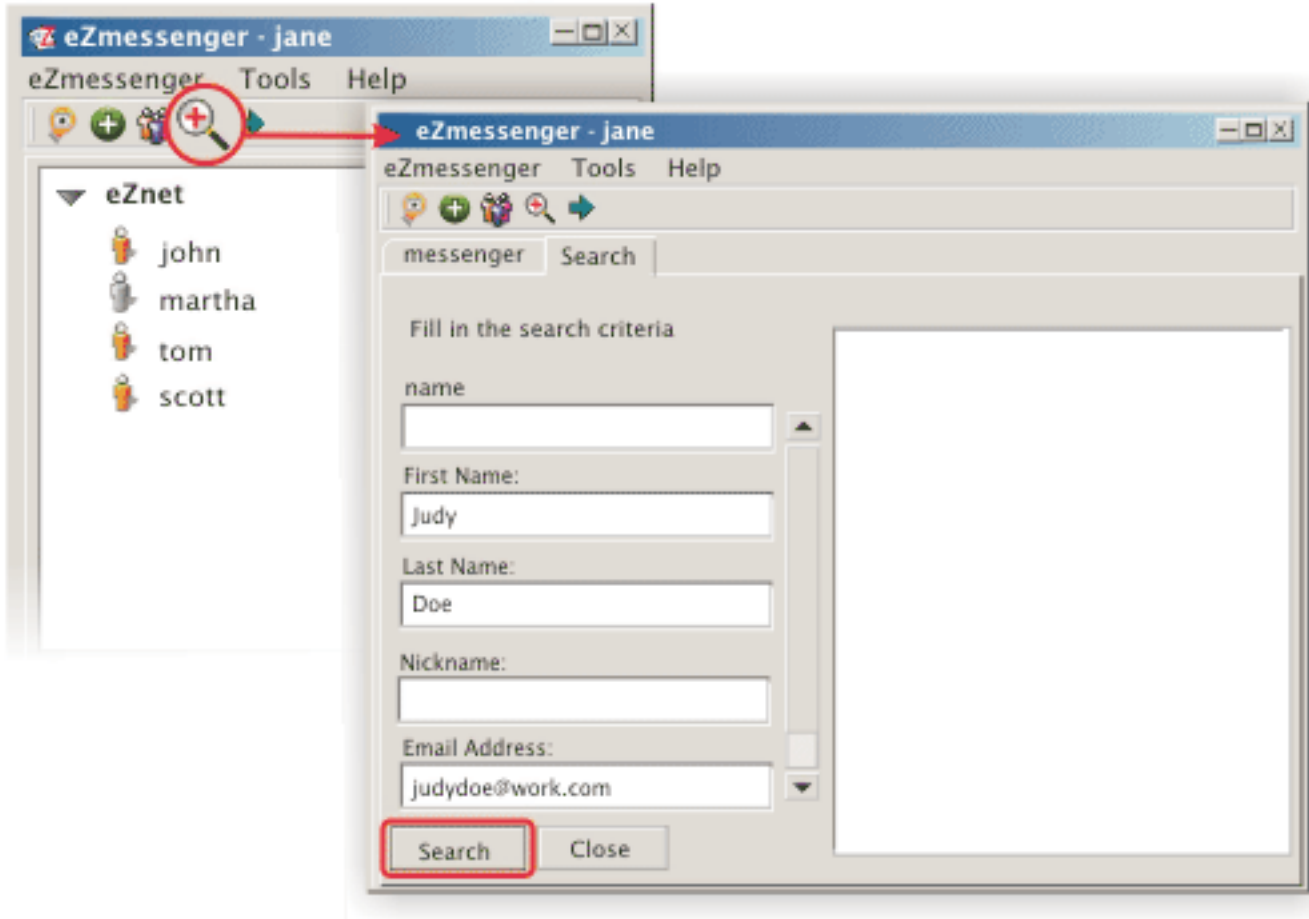 eZmessenger - jane
eZmessenger Tools Help
eZnet
john
martha
tom
scott
eZmessenger - jane
eZmessenger Tools Help
messenger Search
Fill in the search criteria
name
First Name:
Judy
Last Name:
Doe
Nickname:
Email Address:
judydoe@work.com
Search Close